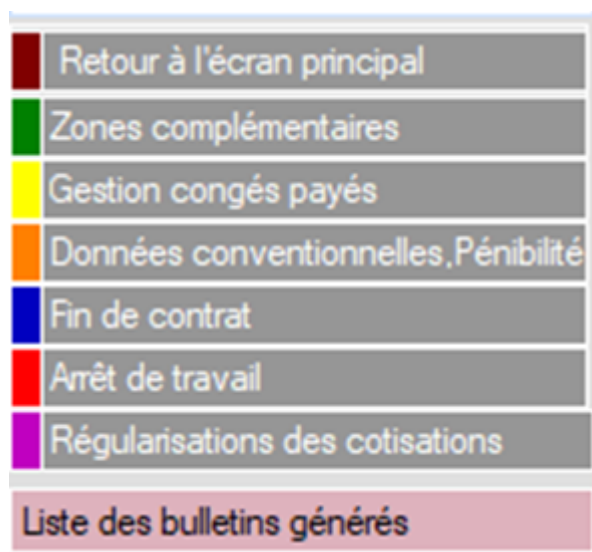 Retour à l'écran principal
Zones complémentaires
Gestion congés payés
Données conventionnelles,Pénibilité
Fin de contrat
Arrêt de travail
Régularisations des cotisations
Liste des bulletins générés